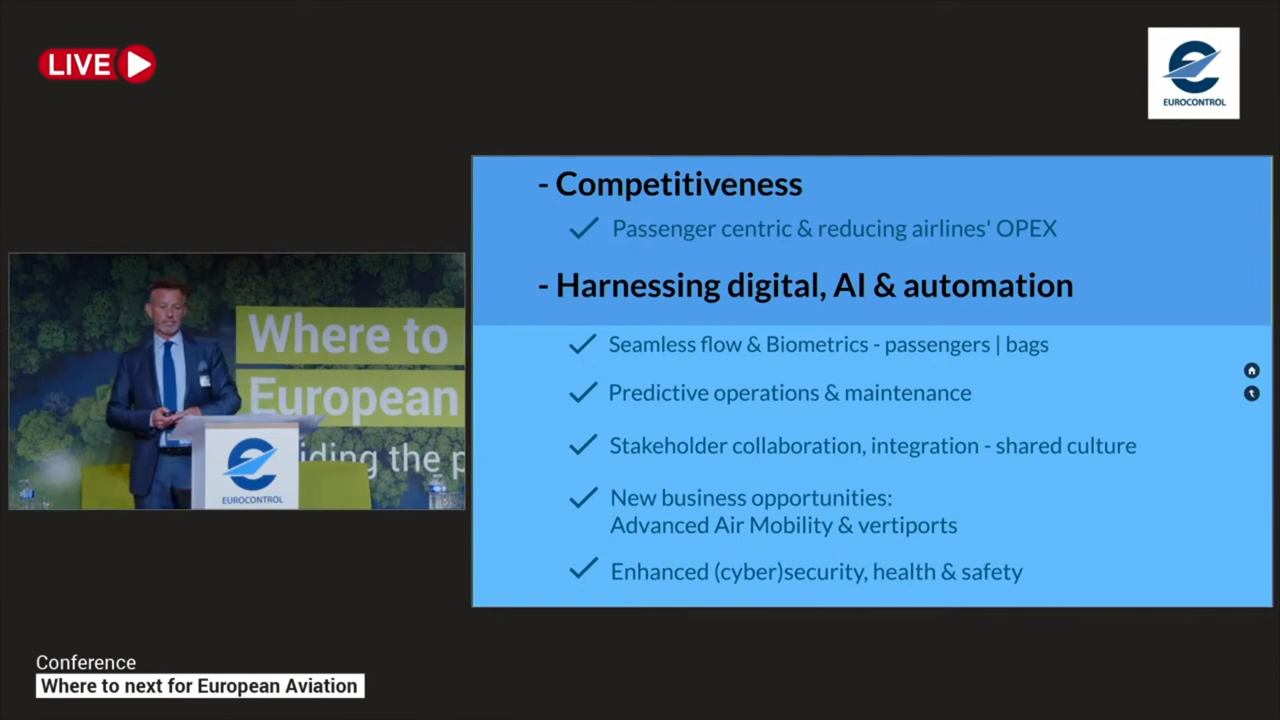 LIVE
EUROCONTROL
- Competitiveness
Passenger centric & reducing airlines' OPEX
- Harnessing digital, AI & automation
Seamless flow & Biometrics - passengers | bags
Predictive operations & maintenance
Stakeholder collaboration, integration - shared culture
New business opportunities:
Advanced Air Mobility & vertiports
Enhanced (cyber)security, health & safety
Where to
European
the
EUROCONTROL
Conference
Where to next for European Aviation